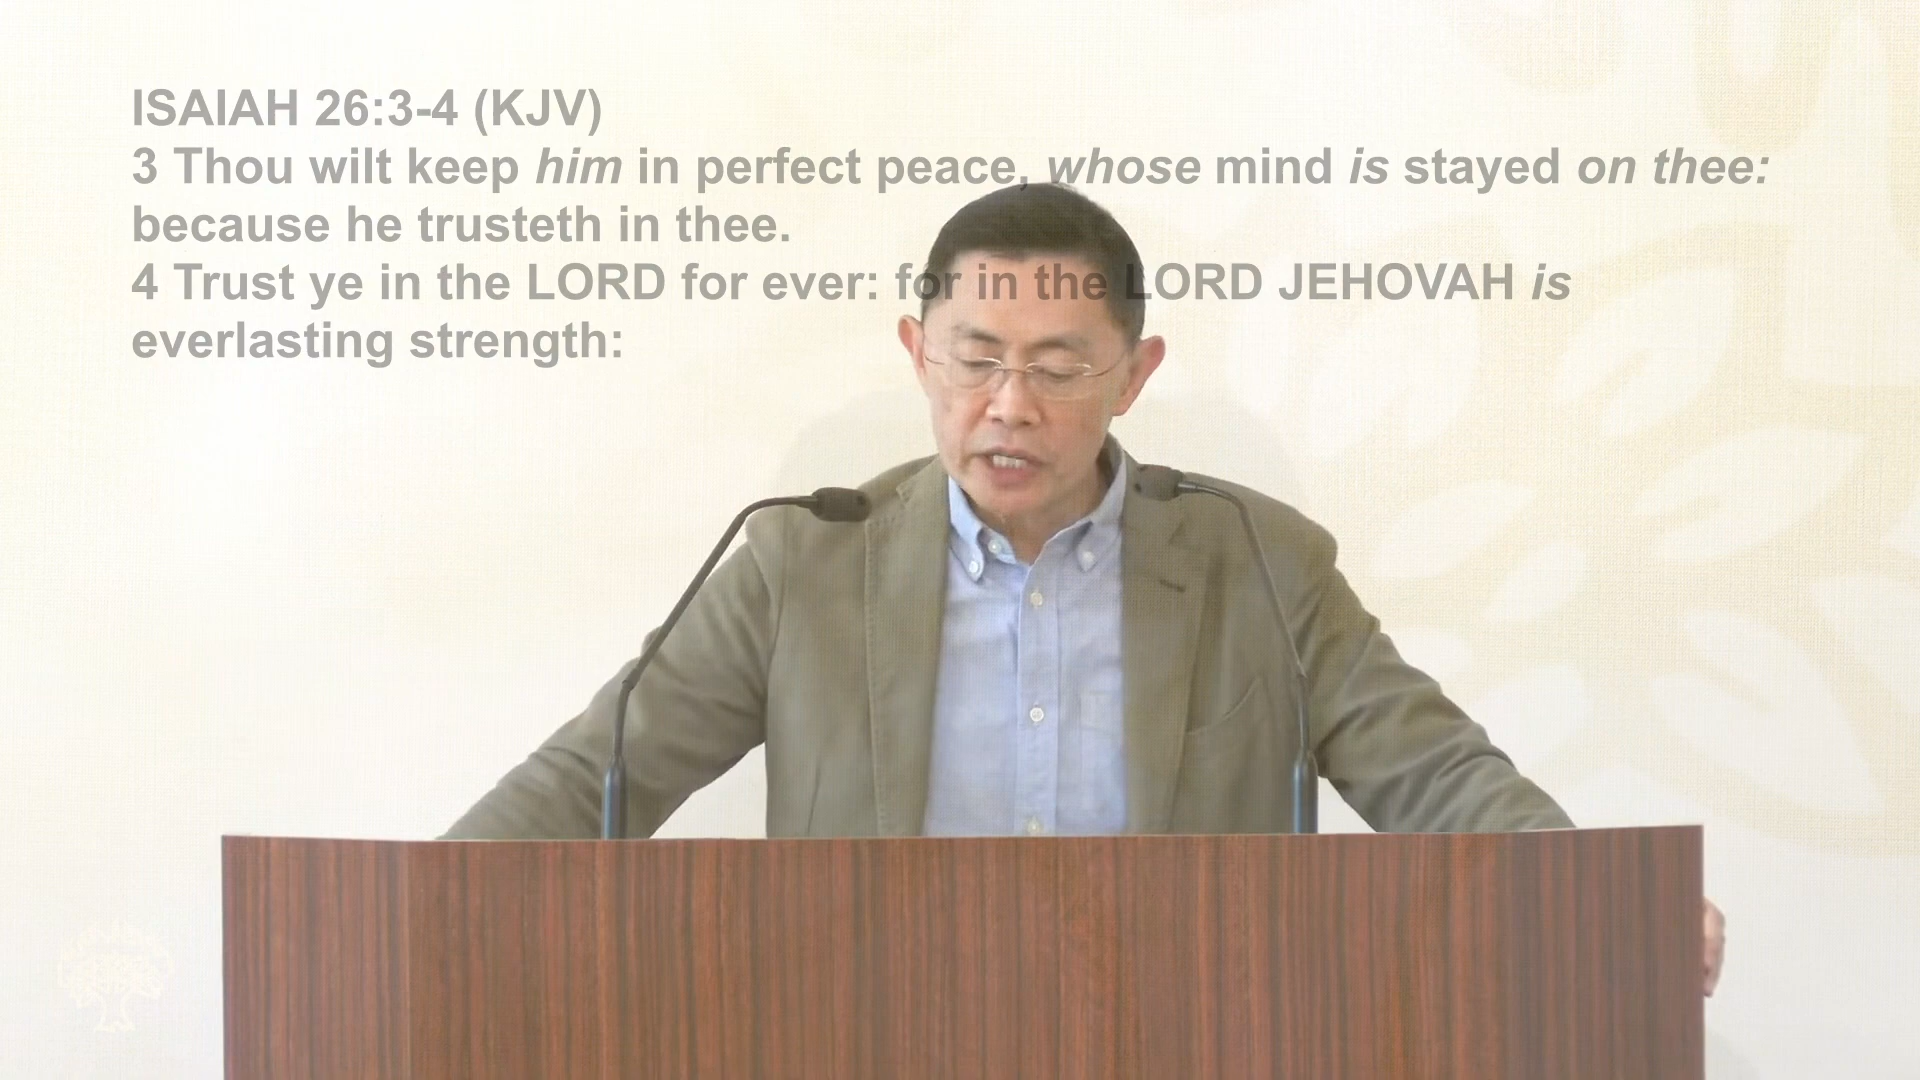 ISAIAH 26:3-4 (KJV)
3 Thou wilt keep him in perfect peace, whose mind is stayed on thee:
because he trusteth in thee.
4 Trust ye in the LORD for ever: for in the LORD JEHOVAH is
everlasting strength: